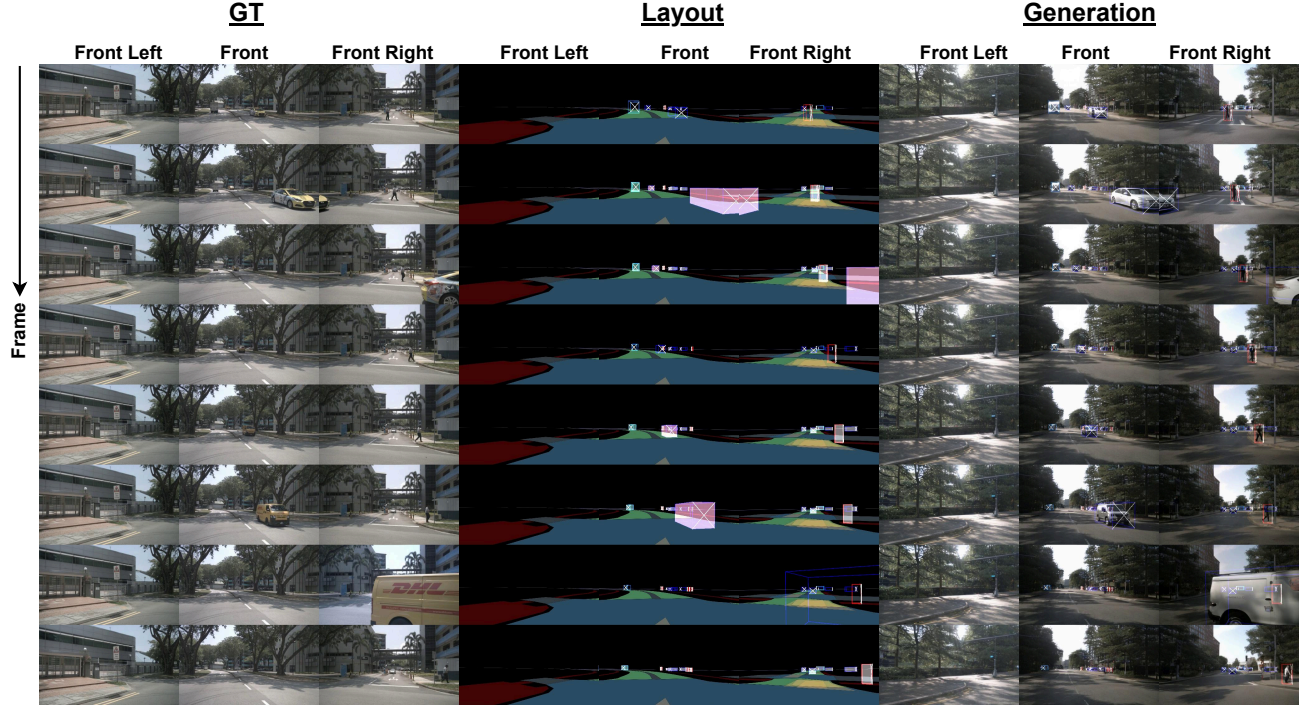 GT Layout Generation
Front Left Front Front Right Front Left Front Front Right Front Left Front Front Right
Frame
DHL